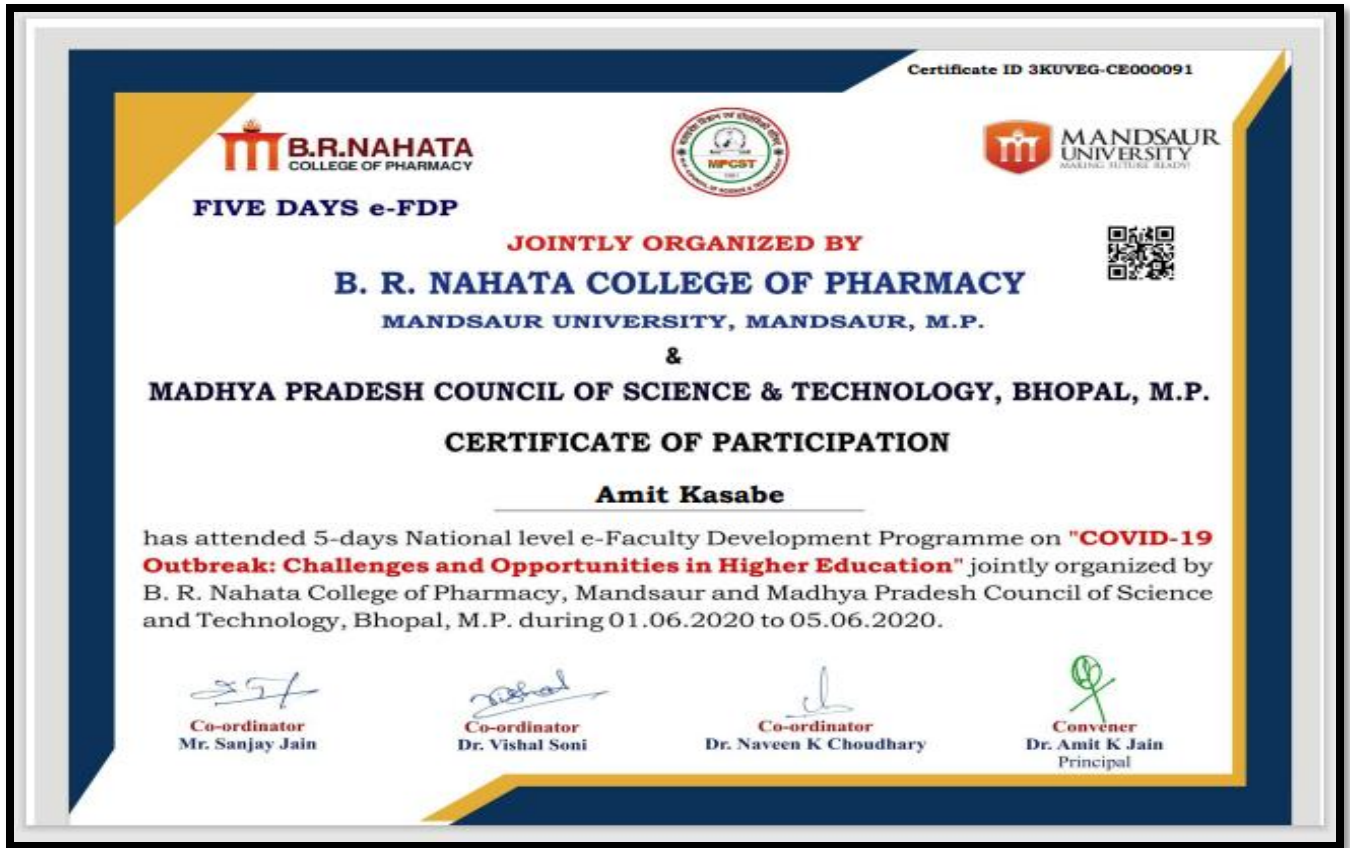 Certificate ID 3KUVEG-CE000091
B.R.NAHATA
COLLEGE OF PHARMACY
MPCST
MANDSAUR
UNIVERSITY
MAKING FUTURE READY!
FIVE DAYS e-FDP
JOINTLY ORGANIZED BY
B. R. NAHATA COLLEGE OF PHARMACY
MANDSAUR UNIVERSITY, MANDSAUR, M.P.
&
MADHYA PRADESH COUNCIL OF SCIENCE & TECHNOLOGY, BHOPAL, M.P.
CERTIFICATE OF PARTICIPATION
Amit Kasabe
has attended 5-days National level e-Faculty Development Programme on "COVID-19
Outbreak: Challenges and Opportunities in Higher Education" jointly organized by
B. R. Nahata College of Pharmacy, Mandsaur and Madhya Pradesh Council of Science
and Technology, Bhopal, M.P. during 01.06.2020 to 05.06.2020.
Co-ordinator
Mr. Sanjay Jain
Co-ordinator
Dr. Vishal Soni
Co-ordinator
Dr. Naveen K Choudhary
Convener
Dr. Amit K Jain
Principal